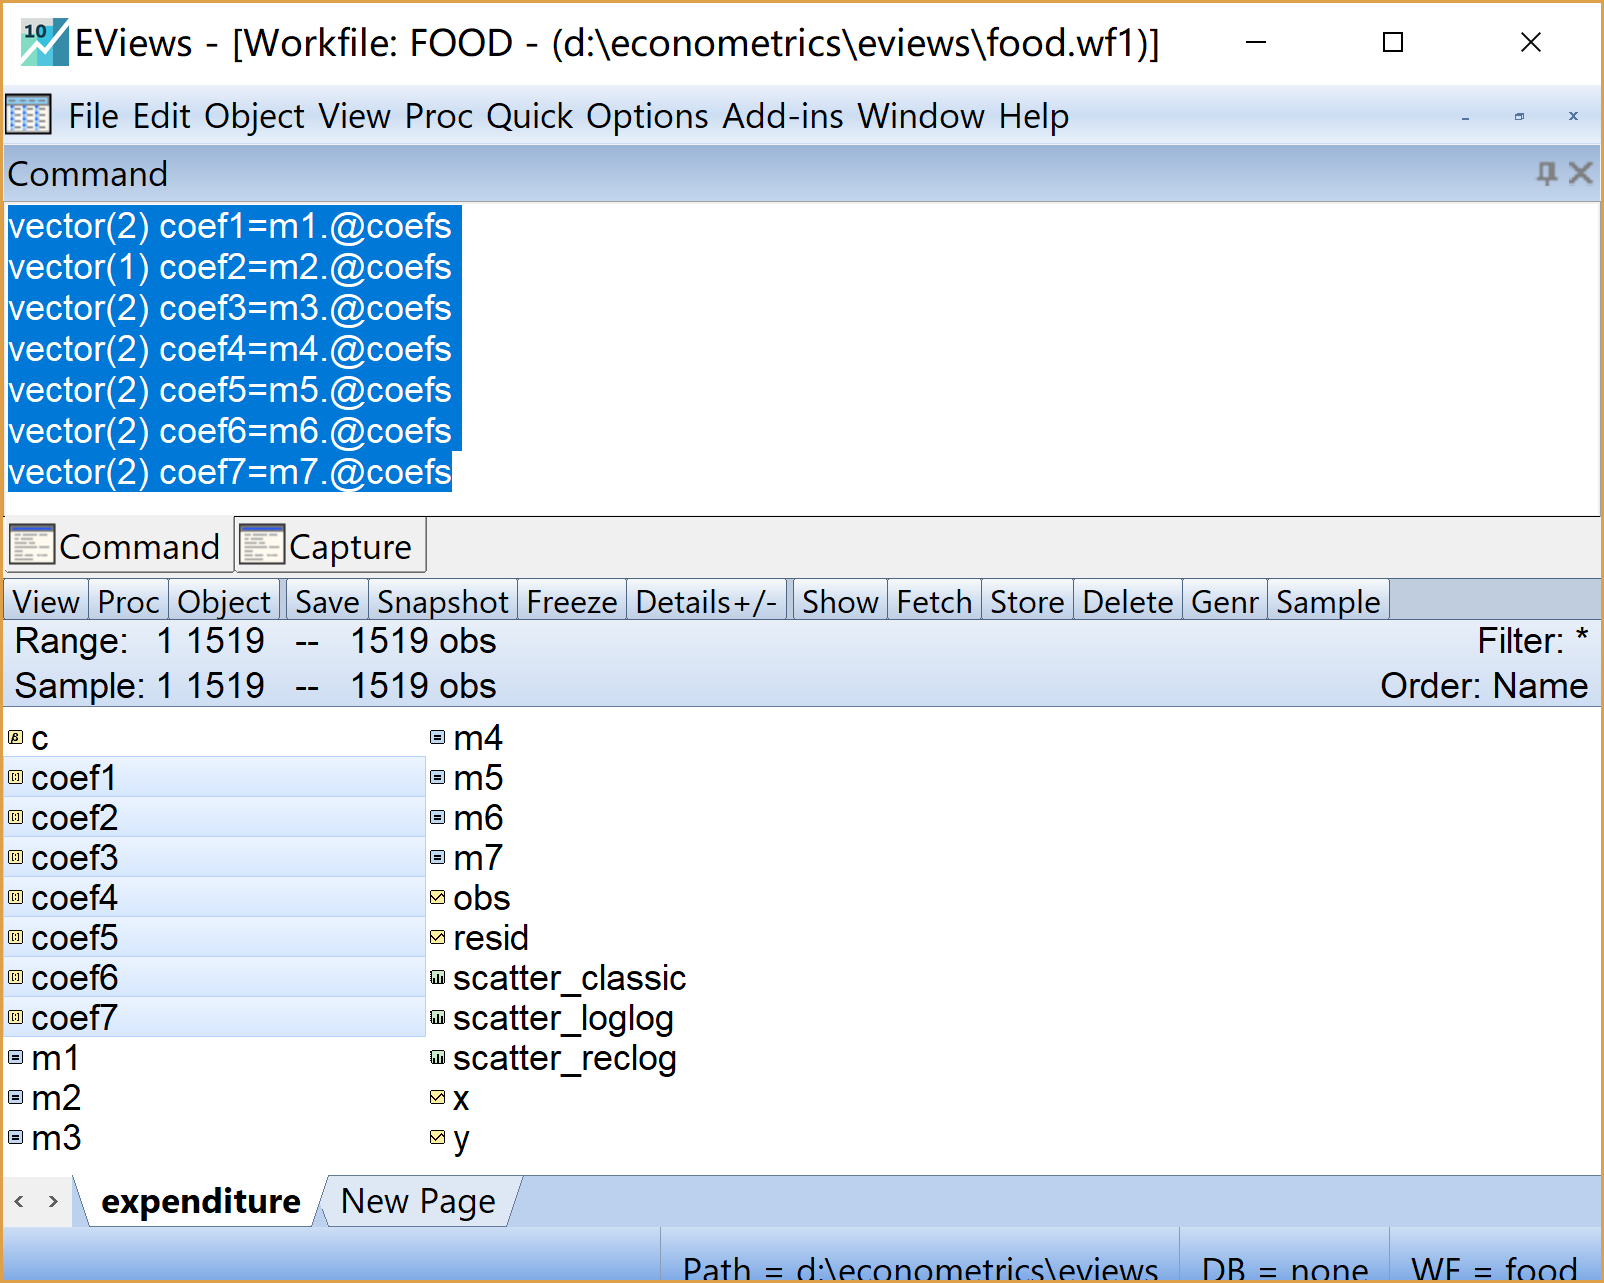 10 EViews - [Workfile: FOOD - (d:\econometrics\eviews\food.wf1)]
File Edit Object View Proc Quick Options Add-ins Window Help
Command
vector(2) coef1=m1.@coefs
vector(1) coef2=m2.@coefs
vector(2) coef3=m3.@coefs
vector(2) coef4=m4.@coefs
vector(2) coef5=m5.@coefs
vector(2) coef6=m6.@coefs
vector(2) coef7=m7.@coefs
Command Capture
View Proc Object Save Snapshot Freeze Details+/- Show Fetch Store Delete Genr Sample
Range: 1 1519 -- 1519 obs Filter: *
Sample: 1 1519 -- 1519 obs Order: Name
c
coef1
coef2
coef3
coef4
coef5
coef6
coef7
m1
m2
m3
m4
m5
m6
m7
obs
resid
scatter_classic
scatter_loglog
scatter_reclog
x
y
expenditure New Page
Path = d:\econometrics\eviews DB = none WF = food